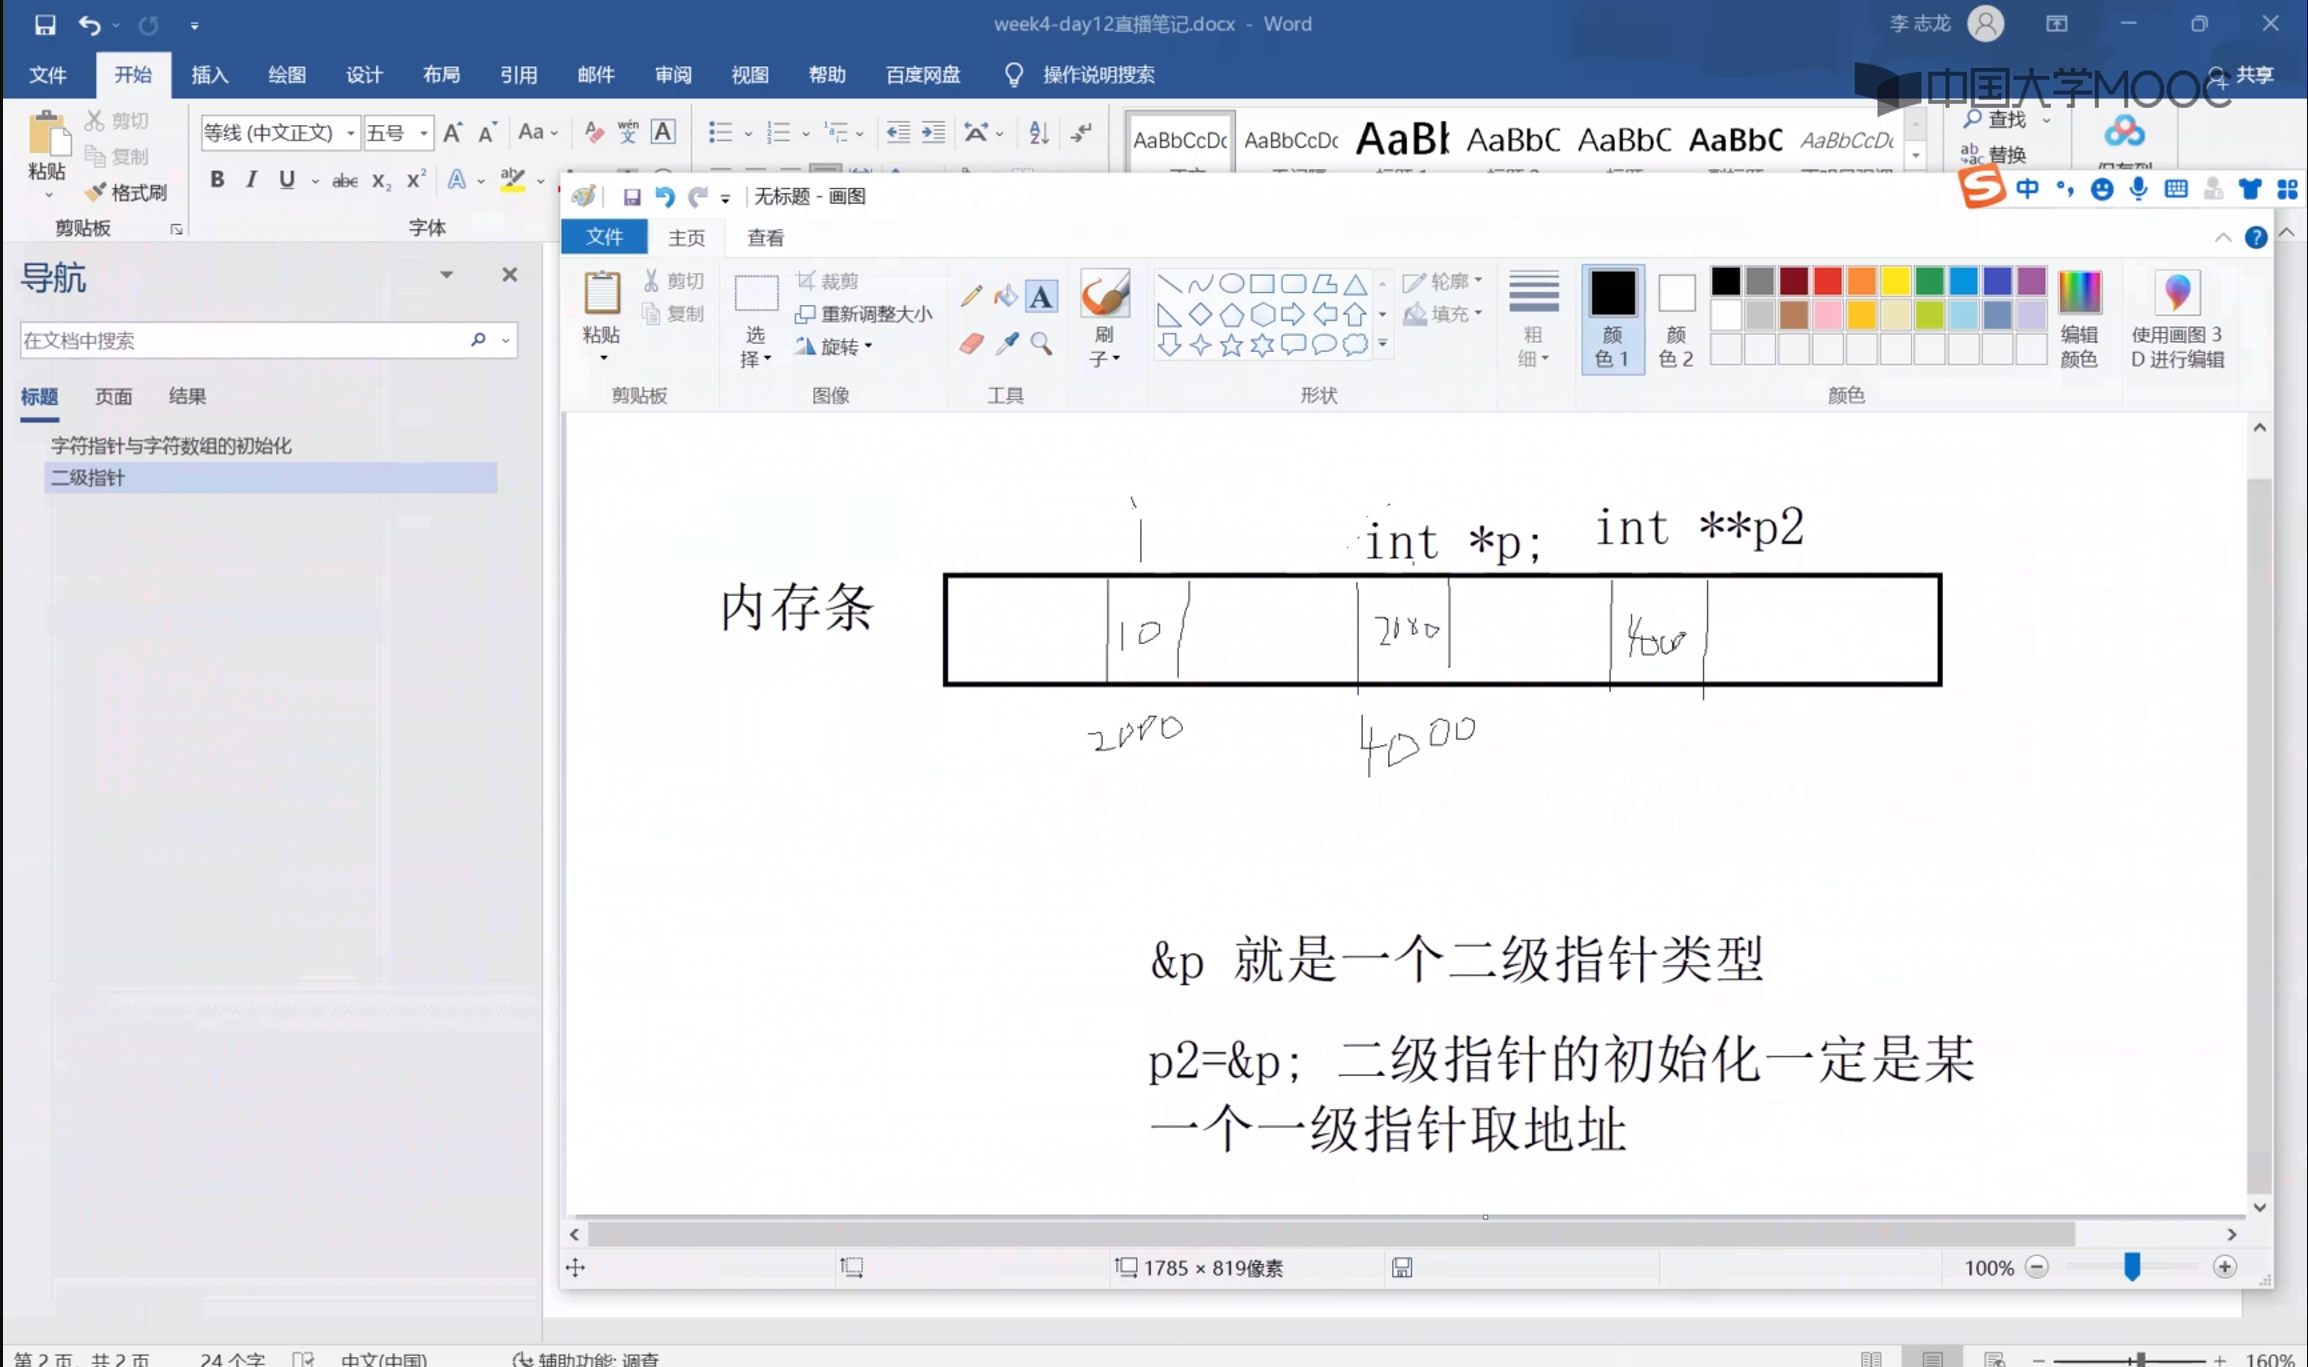 week4-day12直播笔记.docx - Word
李 志龙
文件 开始 插入 绘图 设计 布局 引用 邮件 审阅 视图 帮助 百度网盘 操作说明搜索
共享
中国大学MOOC
粘贴 剪切 复制 格式刷
剪贴板
等线 (中文正文) 五号
字体
AaBbCcDc AaBbCcDc AaBl AaBbC AaBbC AaBbC AaBbCcDc
查找
替换
中
无标题 - 画图
文件 主页 查看
粘贴 剪切 复制
剪贴板
选择 裁剪 重新调整大小 旋转
图像
工具
刷子
轮廓 填充
形状
粗细
颜色 1 颜色 2
编辑颜色
颜色
使用画图 3D 进行编辑
导航
在文档中搜索
标题 页面 结果
字符指针与字符数组的初始化
二级指针
i
int *p; int **p2
内存条
10 2000 4000
2000 4000
&p 就是一个二级指针类型
p2=&p; 二级指针的初始化一定是某
一个一级指针取地址
1785 × 819像素
100%
第 2 页，共 2 页 24 个字 中文(中国) 辅助功能: 调查
160%